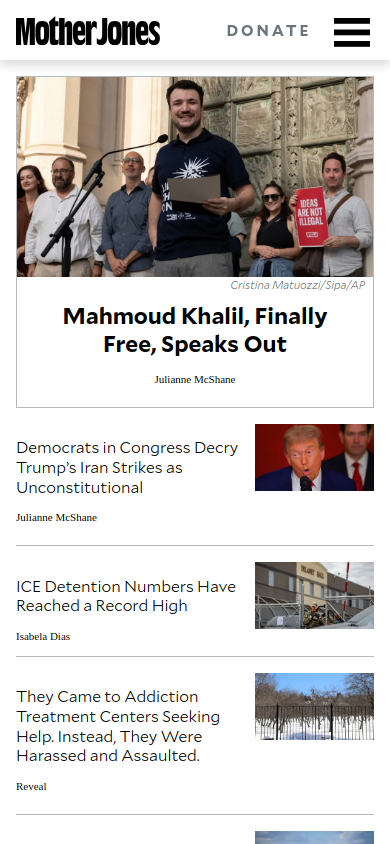 Mother Jones
DONATE
IDEAS
ARE NOT
ILLEGAL
Cristina Matuozzi/Sipa/AP
Mahmoud Khalil, Finally
Free, Speaks Out
Julianne McShane
Democrats in Congress Decry
Trump’s Iran Strikes as
Unconstitutional
Julianne McShane
ICE Detention Numbers Have
Reached a Record High
Isabela Dias
They Came to Addiction
Treatment Centers Seeking
Help. Instead, They Were
Harassed and Assaulted.
Reveal